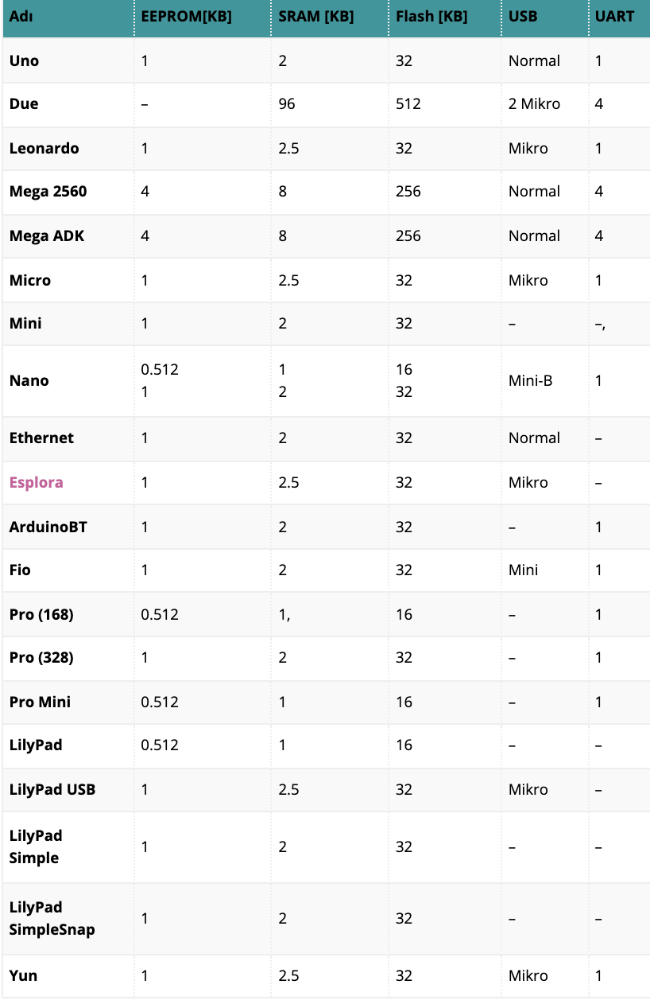 Adı EEPROM[KB] SRAM [KB] Flash [KB] USB UART
Uno 1 2 32 Normal 1
Due – 96 512 2 Mikro 4
Leonardo 1 2.5 32 Mikro 1
Mega 2560 4 8 256 Normal 4
Mega ADK 4 8 256 Normal 4
Micro 1 2.5 32 Mikro 1
Mini 1 2 32 – –,
Nano 0.512 1 16 Mini-B 1
1 2 32
Ethernet 1 2 32 Normal –
Esplora 1 2.5 32 Mikro –
ArduinoBT 1 2 32 – 1
Fio 1 2 32 Mini 1
Pro (168) 0.512 1, 16 – 1
Pro (328) 1 2 32 – 1
Pro Mini 0.512 1 16 – 1
LilyPad 0.512 1 16 – –
LilyPad USB 1 2.5 32 Mikro –
LilyPad
Simple 1 2 32 – –
LilyPad
SimpleSnap 1 2 32 – –
Yun 1 2.5 32 Mikro 1